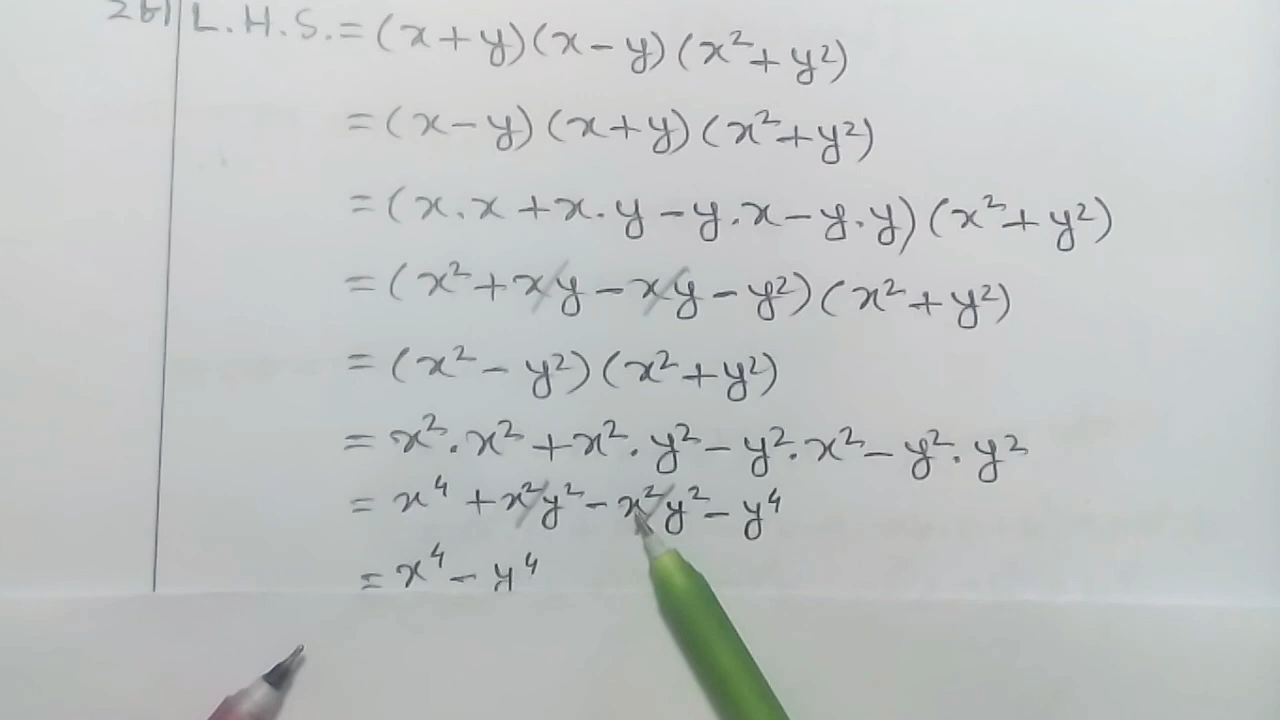 26) L.H.S. = (x+y)(x-y)(x²+y²)
= (x-y)(x+y)(x²+y²)
= (x.x+x.y-y.x-y.y)(x²+y²)
= (x²+xy-xy-y²)(x²+y²)
= (x²-y²)(x²+y²)
= x².x²+x².y²-y².x²-y².y²
= x⁴+x²y²-x²y²-y⁴
= x⁴-y⁴